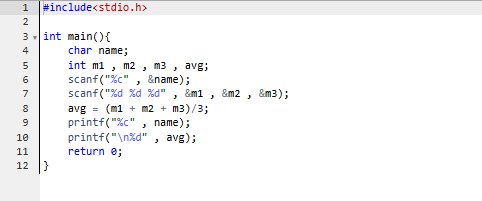 1 #include<stdio.h>
2
3 int main(){
4 char name;
5 int m1 , m2 , m3 , avg;
6 scanf("%c" , &name);
7 scanf("%d %d %d" , &m1 , &m2 , &m3);
8 avg = (m1 + m2 + m3)/3;
9 printf("%c" , name);
10 printf("\n%d" , avg);
11 return 0;
12 }